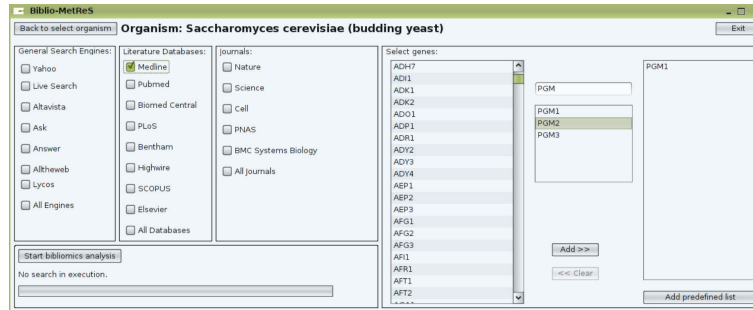 Biblio-MetReS
Back to select organism Organism: Saccharomyces cerevisiae (budding yeast) Exit
General Search Engines:
Yahoo
Live Search
Altavista
Ask
Answer
Alltheweb
Lycos
All Engines
Literature Databases:
Medline
Pubmed
Biomed Central
PLoS
Bentham
Highwire
SCOPUS
Elsevier
All Databases
Journals:
Nature
Science
Cell
PNAS
BMC Systems Biology
All Journals
Start bibliomics analysis
No search in execution.
Select genes:
ADH7
ADI1
ADK1
ADK2
ADO1
ADP1
ADR1
ADY2
ADY3
ADY4
AEP1
AEP2
AEP3
AFG1
AFG2
AFG3
AFI1
AFR1
AFT1
AFT2
PGM
PGM1
PGM2
PGM3
Add >>
<< Clear
PGM1
Add predefined list